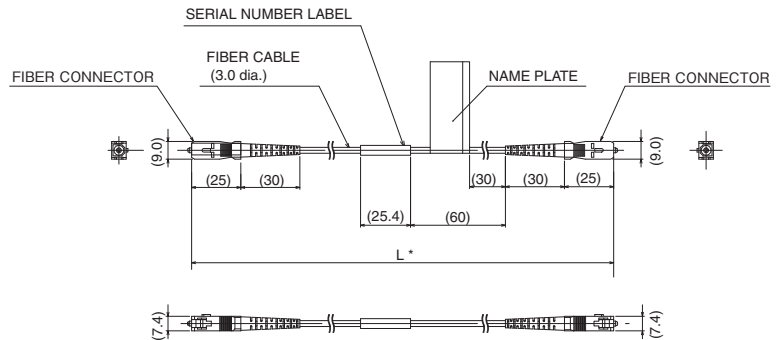 SERIAL NUMBER LABEL
FIBER CABLE
(3.0 dia.)
NAME PLATE
FIBER CONNECTOR
FIBER CONNECTOR
(9.0)
(9.0)
(25)
(30)
(30)
(30)
(25)
(25.4)
(60)
L *
(7.4)
(7.4)